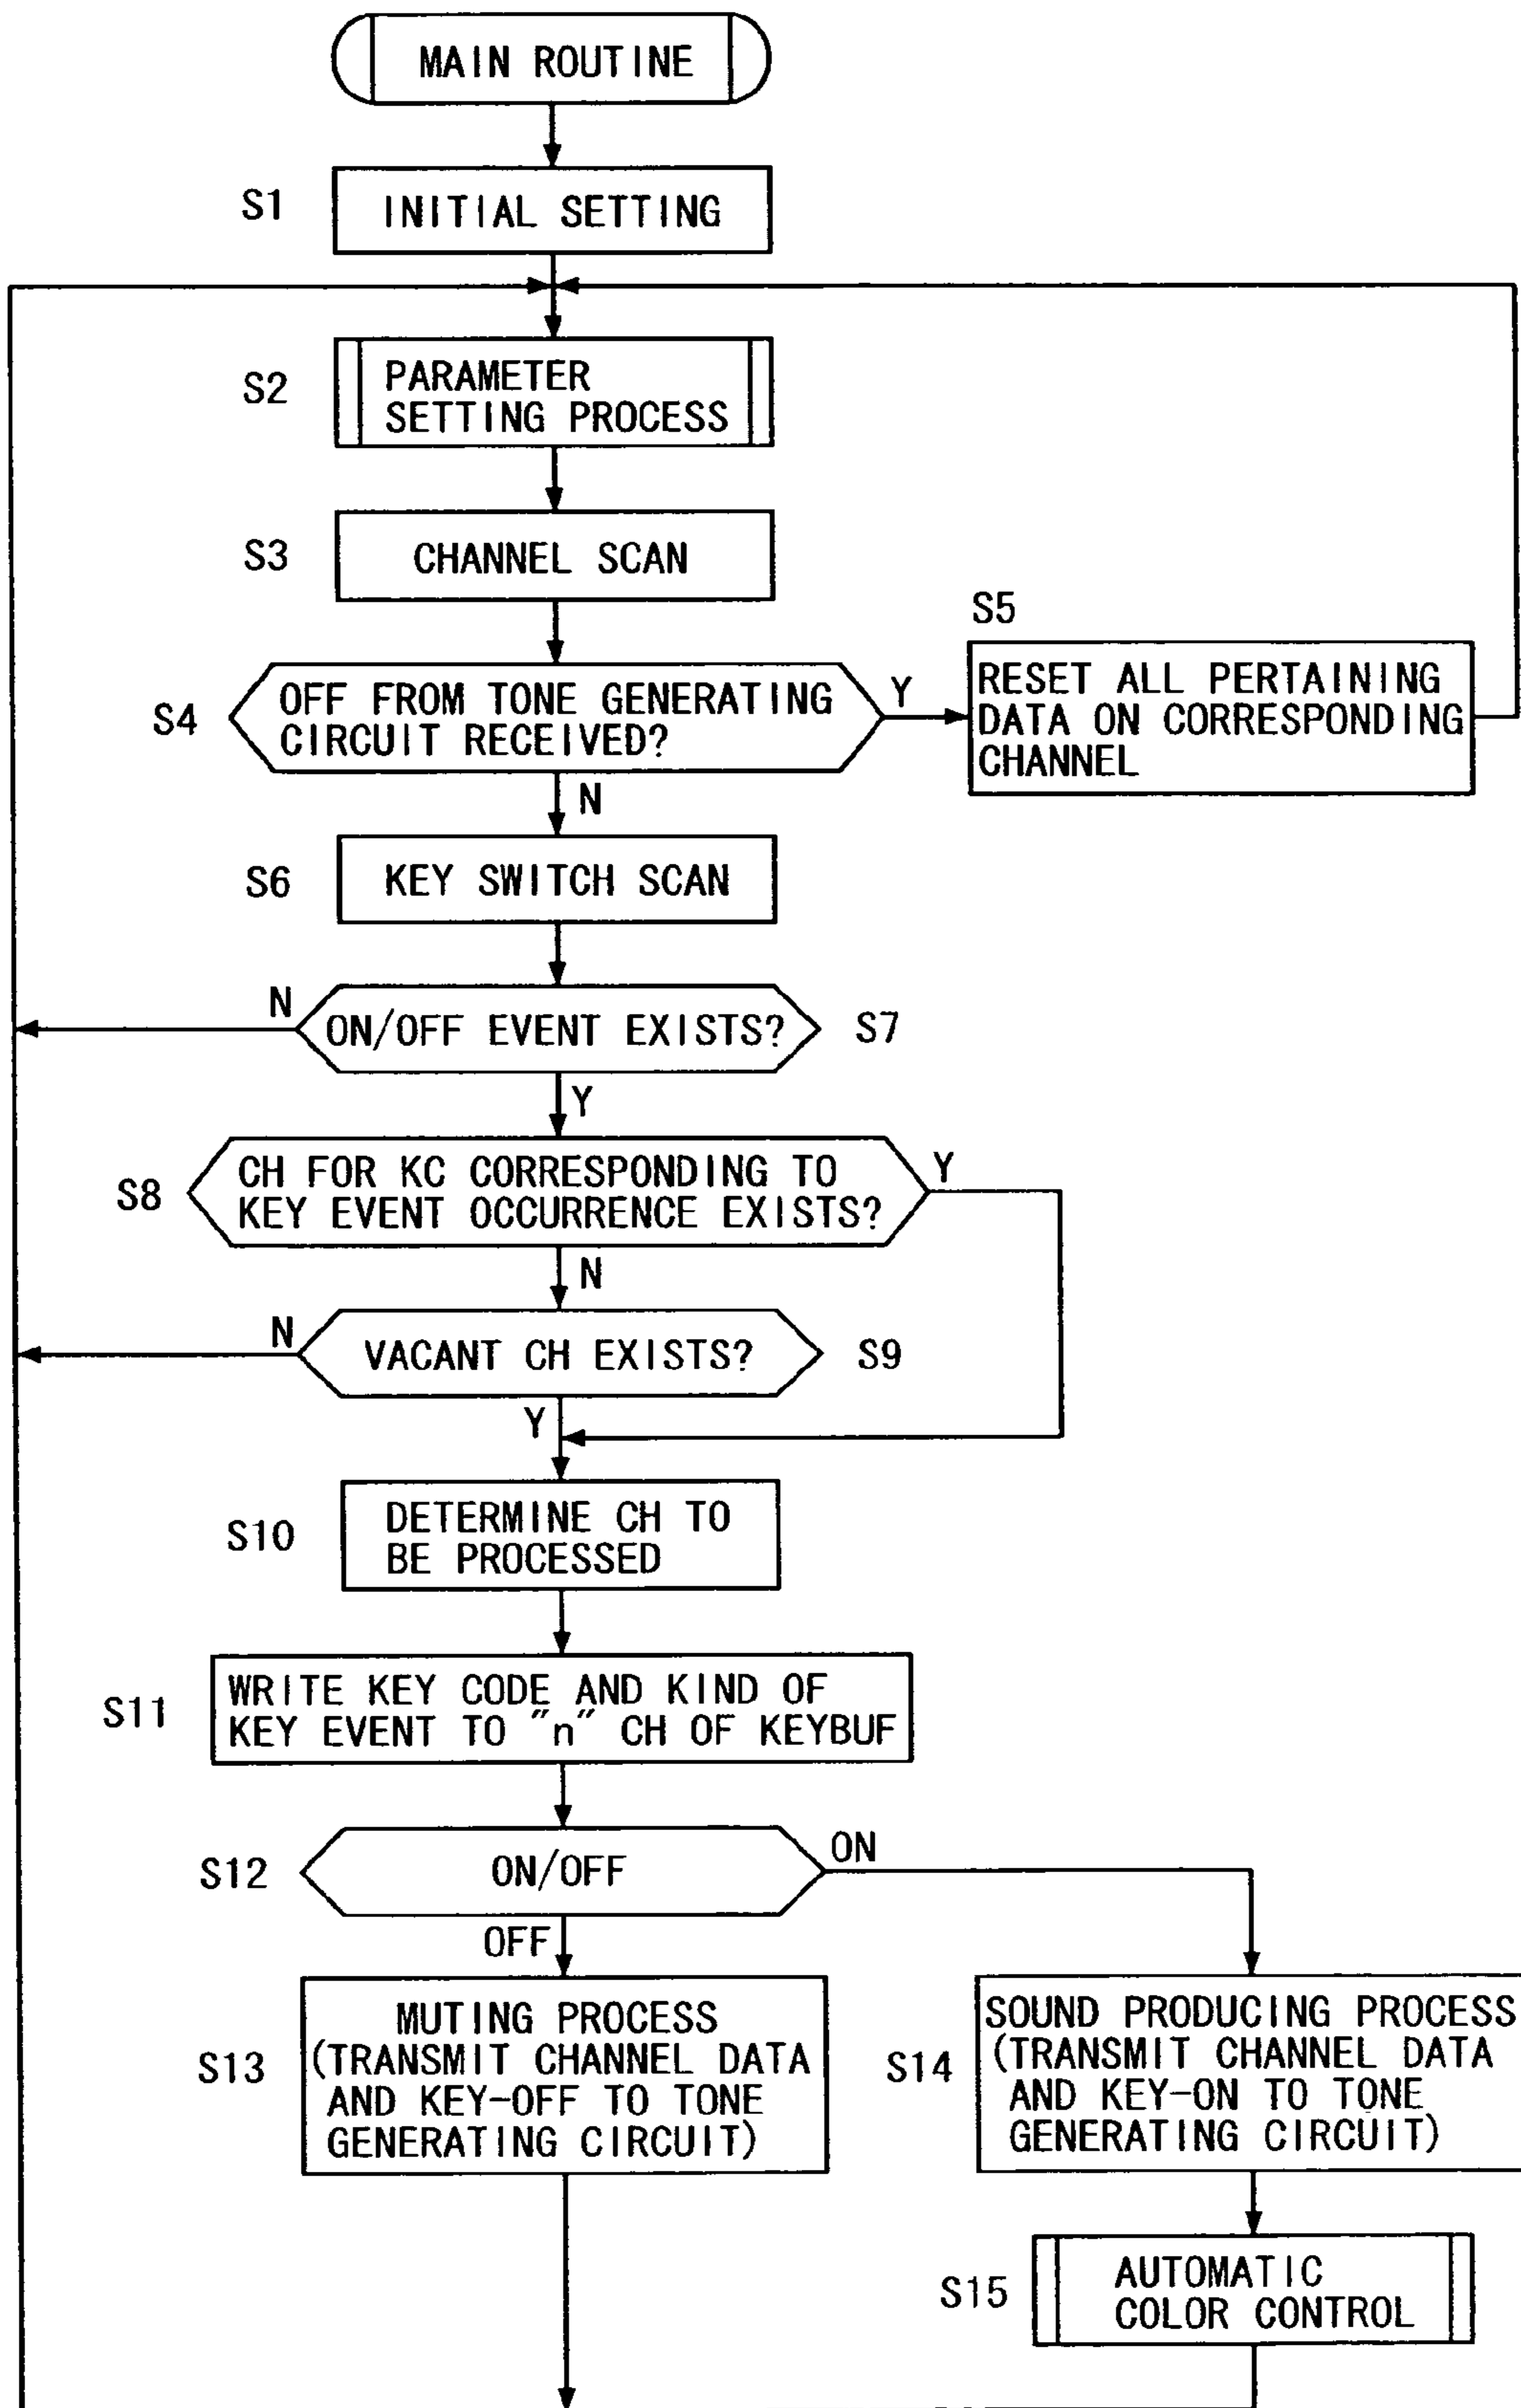 MAIN ROUTINE
S1
INITIAL SETTING
S2
PARAMETER
SETTING PROCESS
S3
CHANNEL SCAN
S4
OFF FROM TONE GENERATING
CIRCUIT RECEIVED?
Y
S5
RESET ALL PERTAINING
DATA ON CORRESPONDING
CHANNEL
N
S6
KEY SWITCH SCAN
N
ON/OFF EVENT EXISTS?
S7
Y
S8
CH FOR KC CORRESPONDING TO
KEY EVENT OCCURRENCE EXISTS?
Y
N
N
VACANT CH EXISTS?
S9
Y
S10
DETERMINE CH TO
BE PROCESSED
S11
WRITE KEY CODE AND KIND OF
KEY EVENT TO "n" CH OF KEYBUF
S12
ON/OFF
ON
OFF
S13
MUTING PROCESS
(TRANSMIT CHANNEL DATA
AND KEY-OFF TO TONE
GENERATING CIRCUIT)
S14
SOUND PRODUCING PROCESS
(TRANSMIT CHANNEL DATA
AND KEY-ON TO TONE
GENERATING CIRCUIT)
S15
AUTOMATIC
COLOR CONTROL